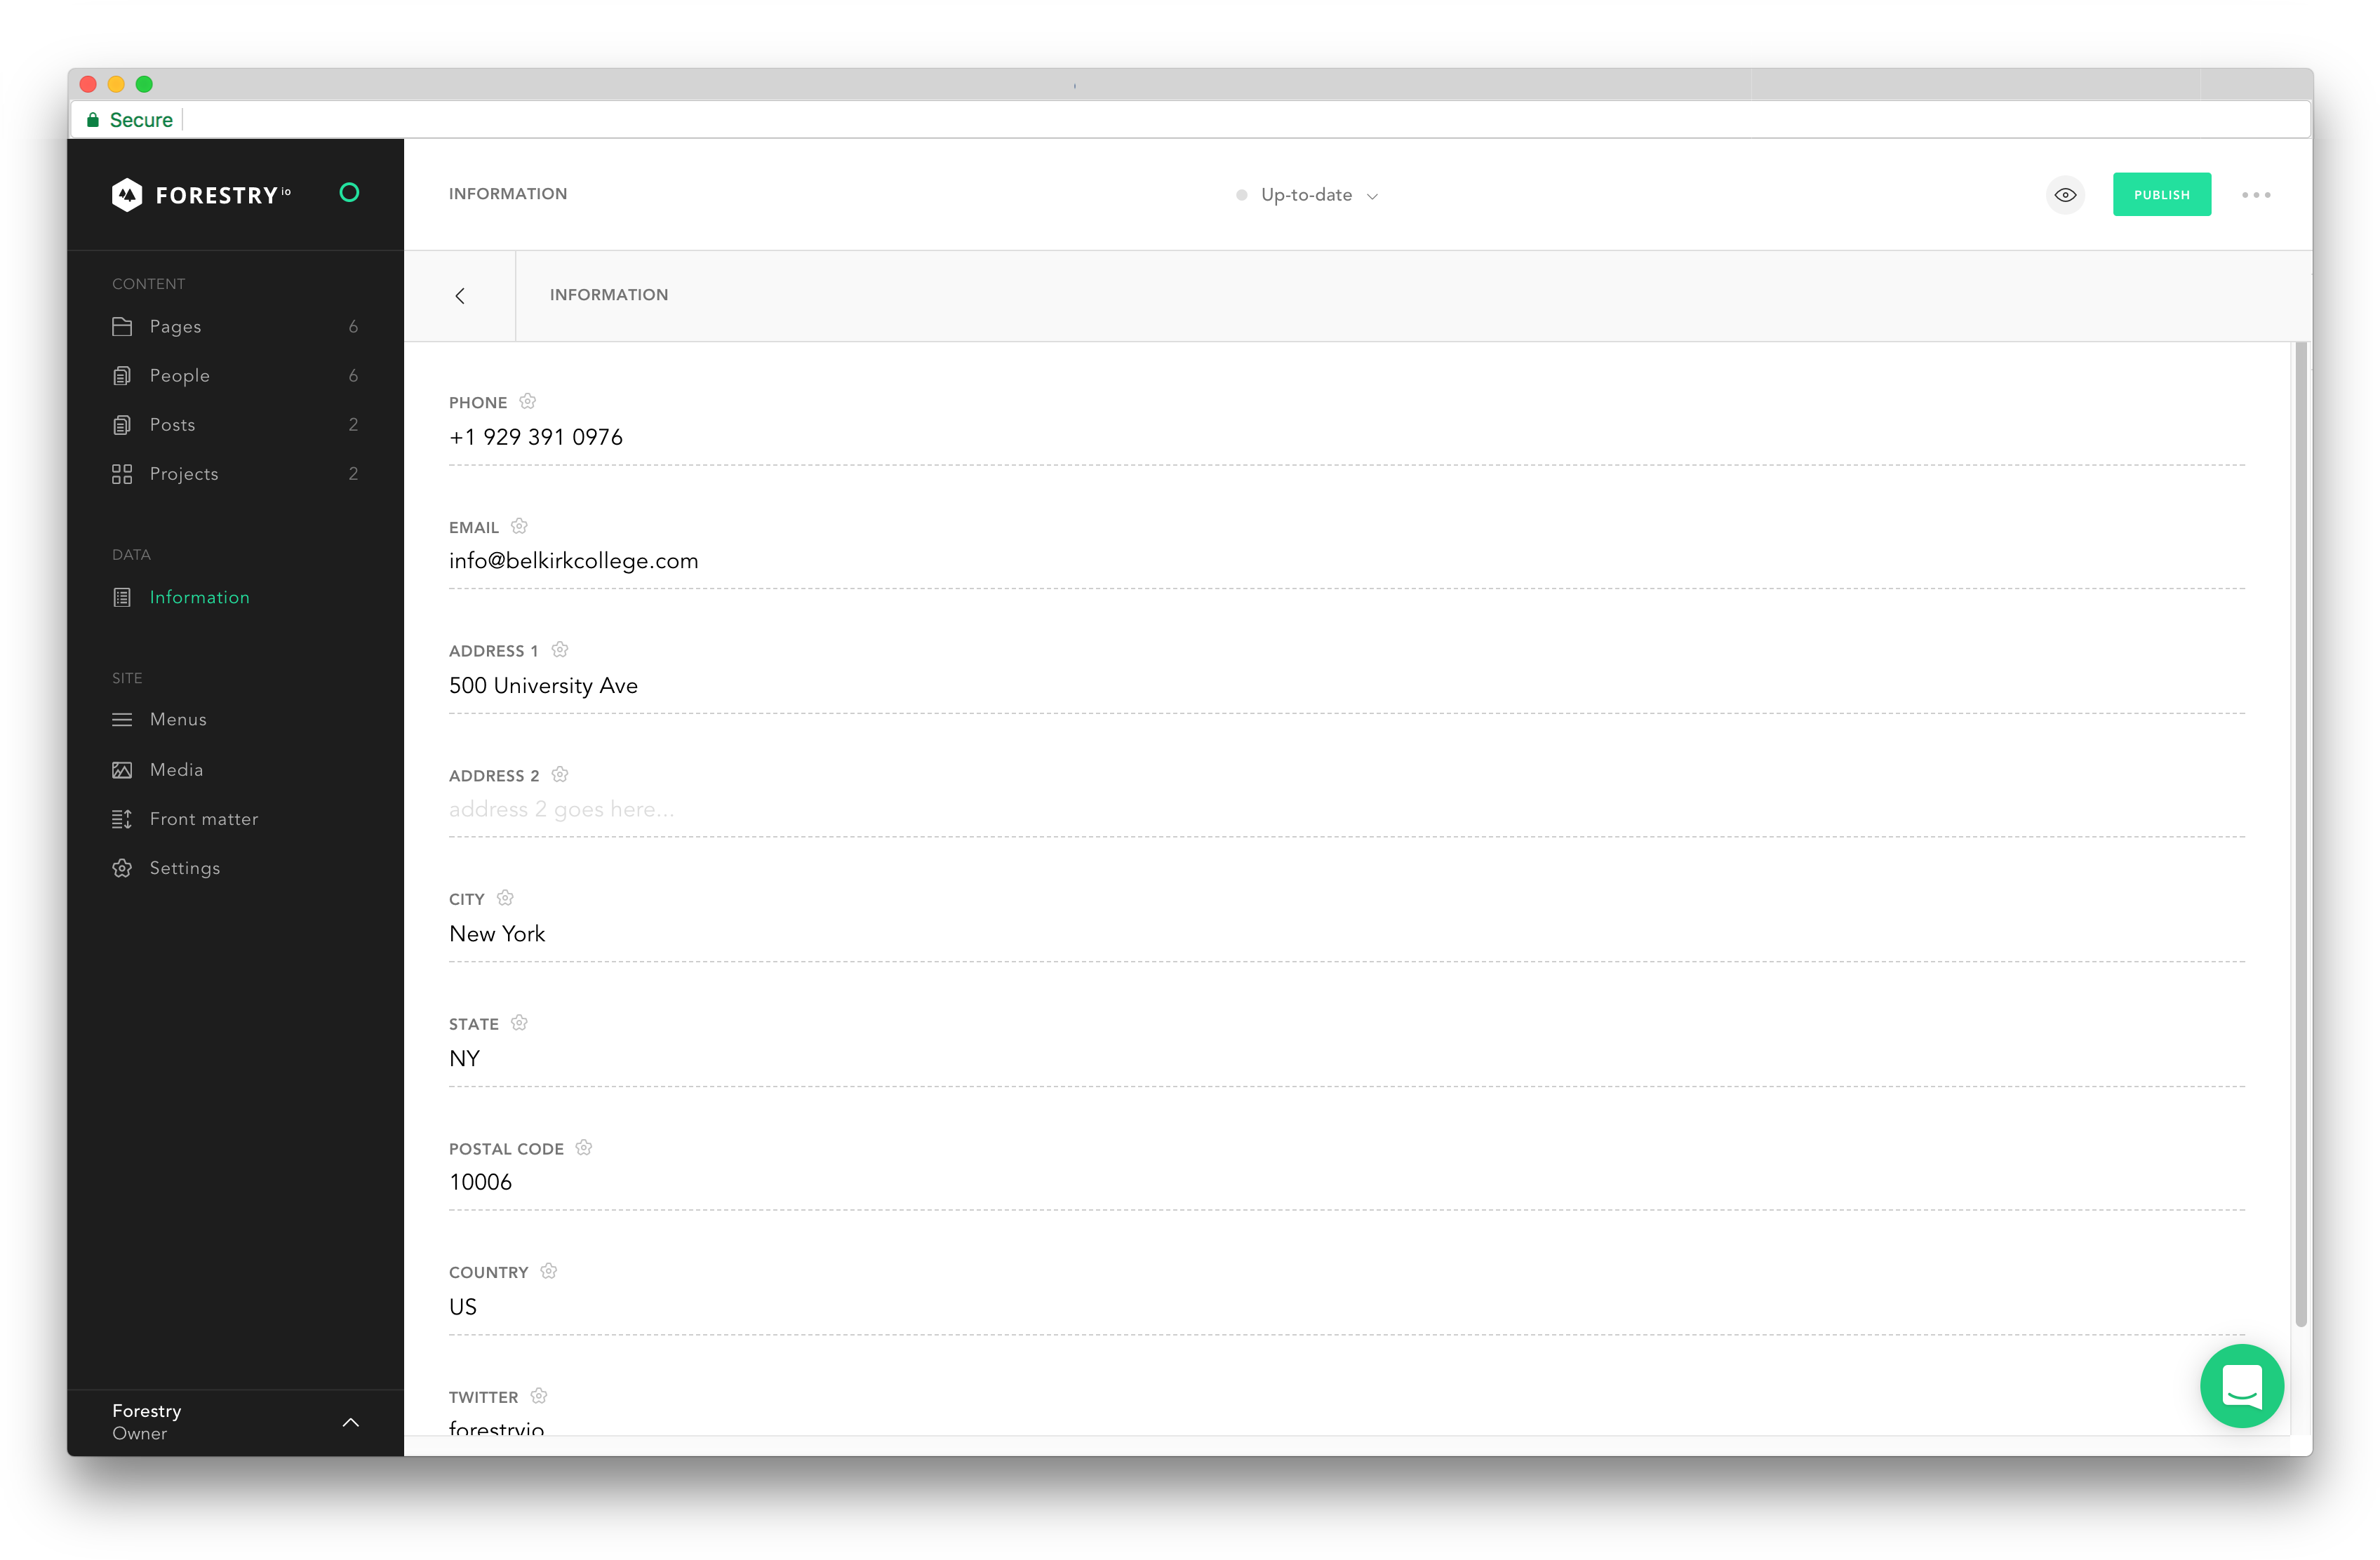 Secure
FORESTRY io
INFORMATION
Up-to-date
PUBLISH
CONTENT
Pages 6
People 6
Posts 2
Projects 2
DATA
Information
SITE
Menus
Media
Front matter
Settings
Forestry
Owner
INFORMATION
PHONE
+1 929 391 0976
EMAIL
info@belkirkcollege.com
ADDRESS 1
500 University Ave
ADDRESS 2
address 2 goes here...
CITY
New York
STATE
NY
POSTAL CODE
10006
COUNTRY
US
TWITTER
forestryio